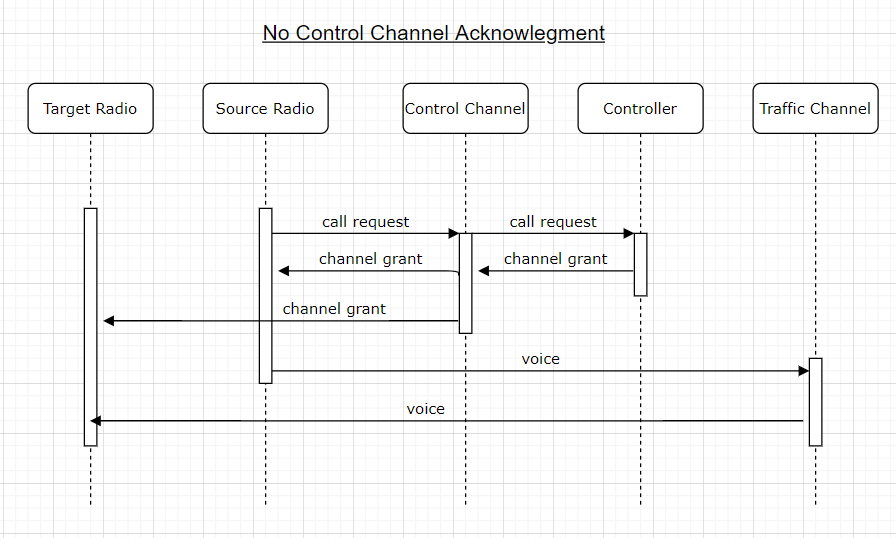 No Control Channel Acknowlegment
Target Radio
Source Radio
Control Channel
Controller
Traffic Channel
call request
call request
channel grant
channel grant
channel grant
voice
voice